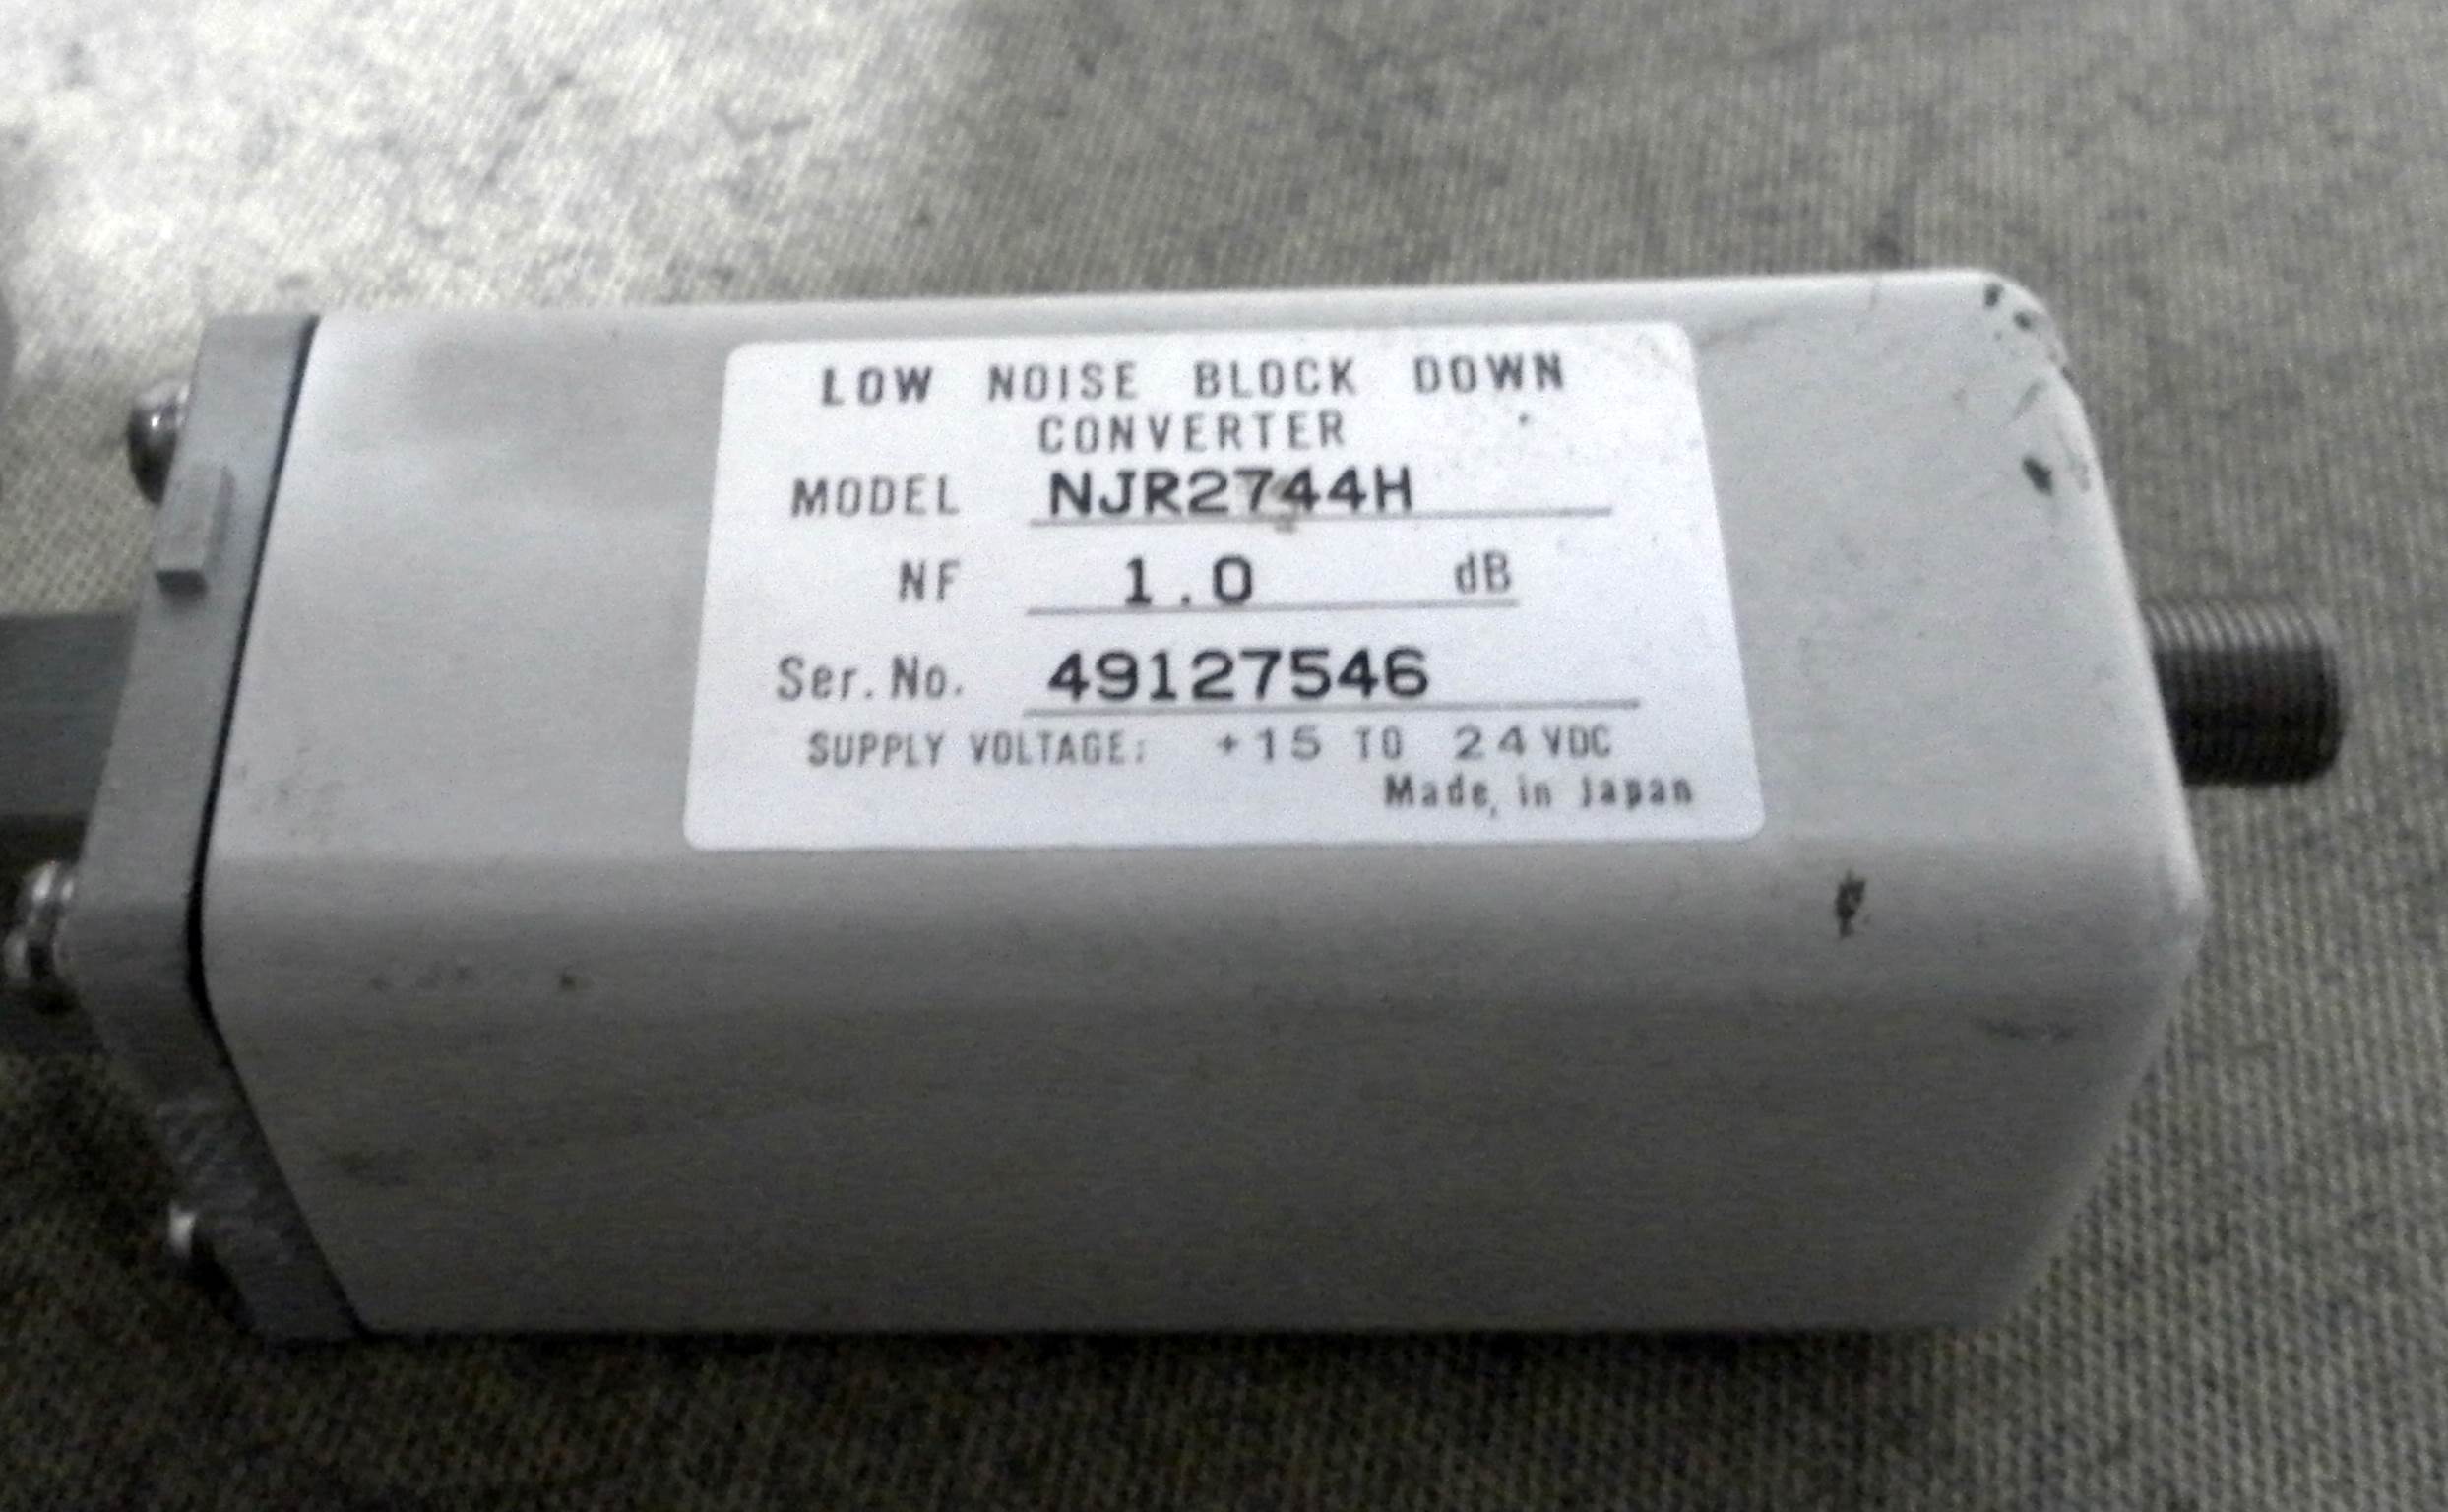 LOW NOISE BLOCK DOWN
CONVERTER
MODEL NJR2744H
NF 1.0 dB
Ser. No. 49127546
SUPPLY VOLTAGE: +15 TO 24 VDC
Made in Japan